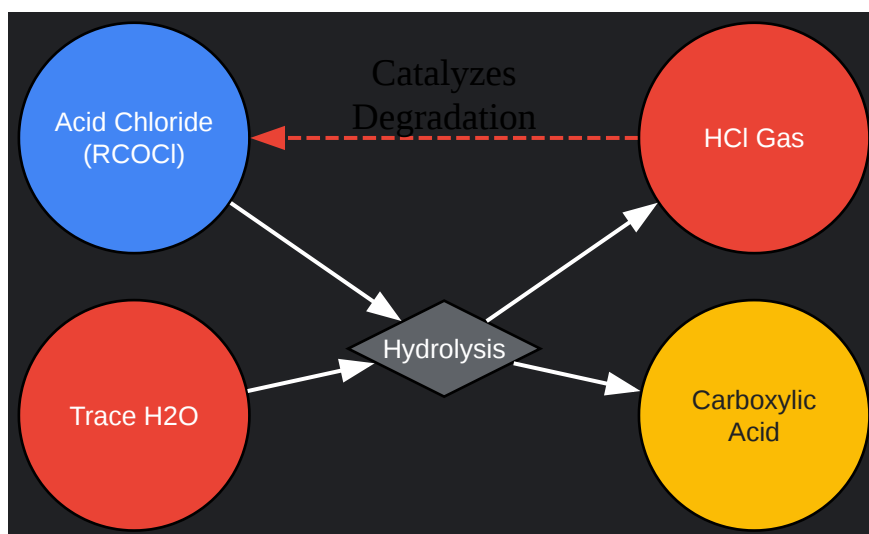 Catalyzes
Degradation
Acid Chloride
(RCOCl)
HCl Gas
Hydrolysis
Trace H2O
Carboxylic
Acid